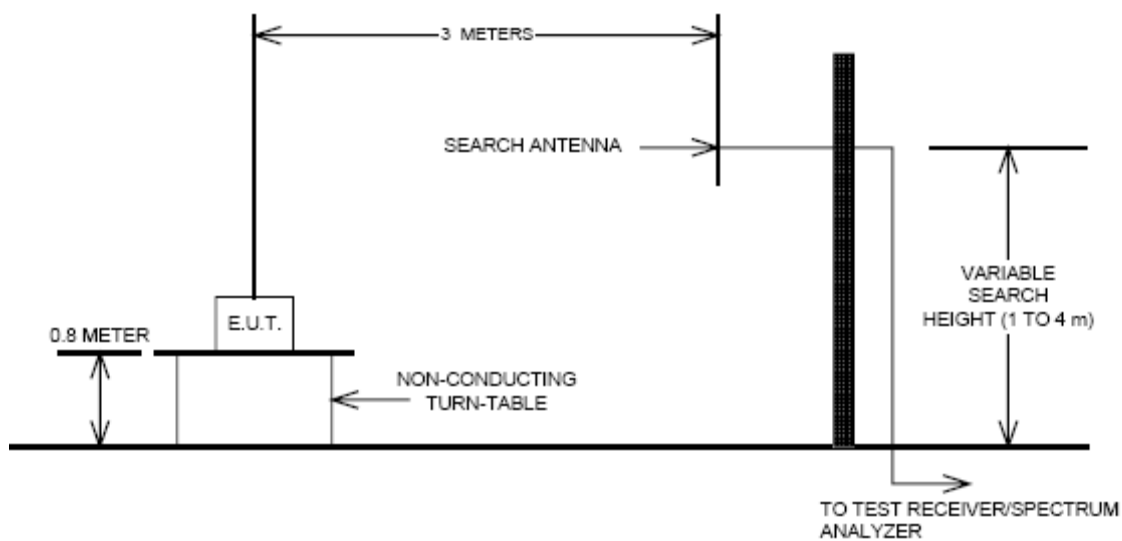 3 METERS
SEARCH ANTENNA
E.U.T.
0.8 METER
NON-CONDUCTING
TURN-TABLE
VARIABLE
SEARCH
HEIGHT (1 TO 4 m)
TO TEST RECEIVER/SPECTRUM
ANALYZER